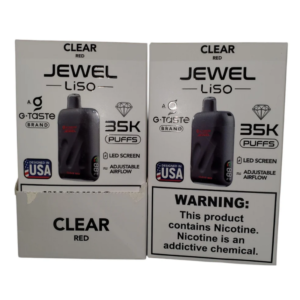 CLEAR
RED
JEWEL
LiSO
A
G-TASTE
BRAND
35K
PUFFS
LED SCREEN
ADJUSTABLE
AIRFLOW
USA
CLEAR
RED
CLEAR
RED
JEWEL
LiSO
A
G-TASTE
BRAND
35K
PUFFS
LED SCREEN
ADJUSTABLE
AIRFLOW
USA
WARNING:
This product
contains Nicotine.
Nicotine is an
addictive chemical.